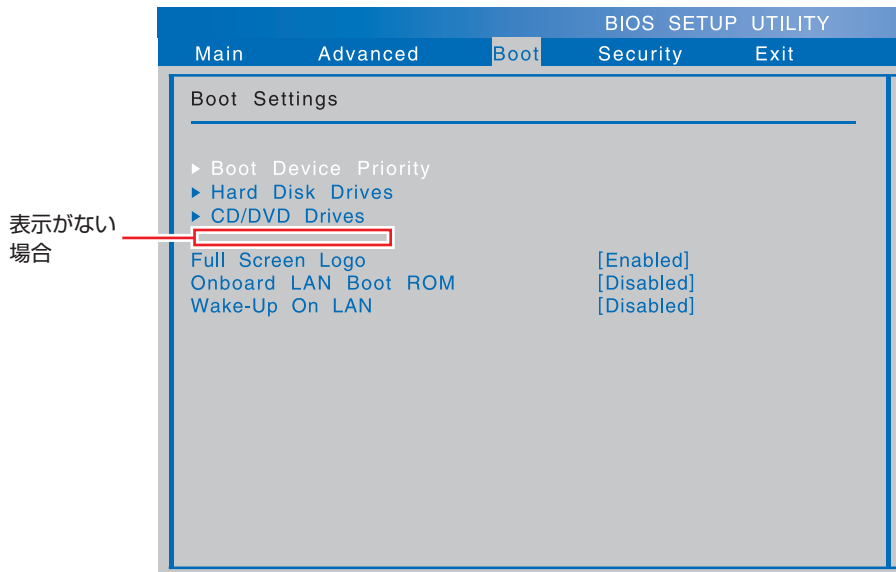 BIOS SETUP UTILITY
Main Advanced Boot Security Exit
Boot Settings
▶ Boot Device Priority
▶ Hard Disk Drives
▶ CD/DVD Drives
表示がない
場合
Full Screen Logo [Enabled]
Onboard LAN Boot ROM [Disabled]
Wake-Up On LAN [Disabled]